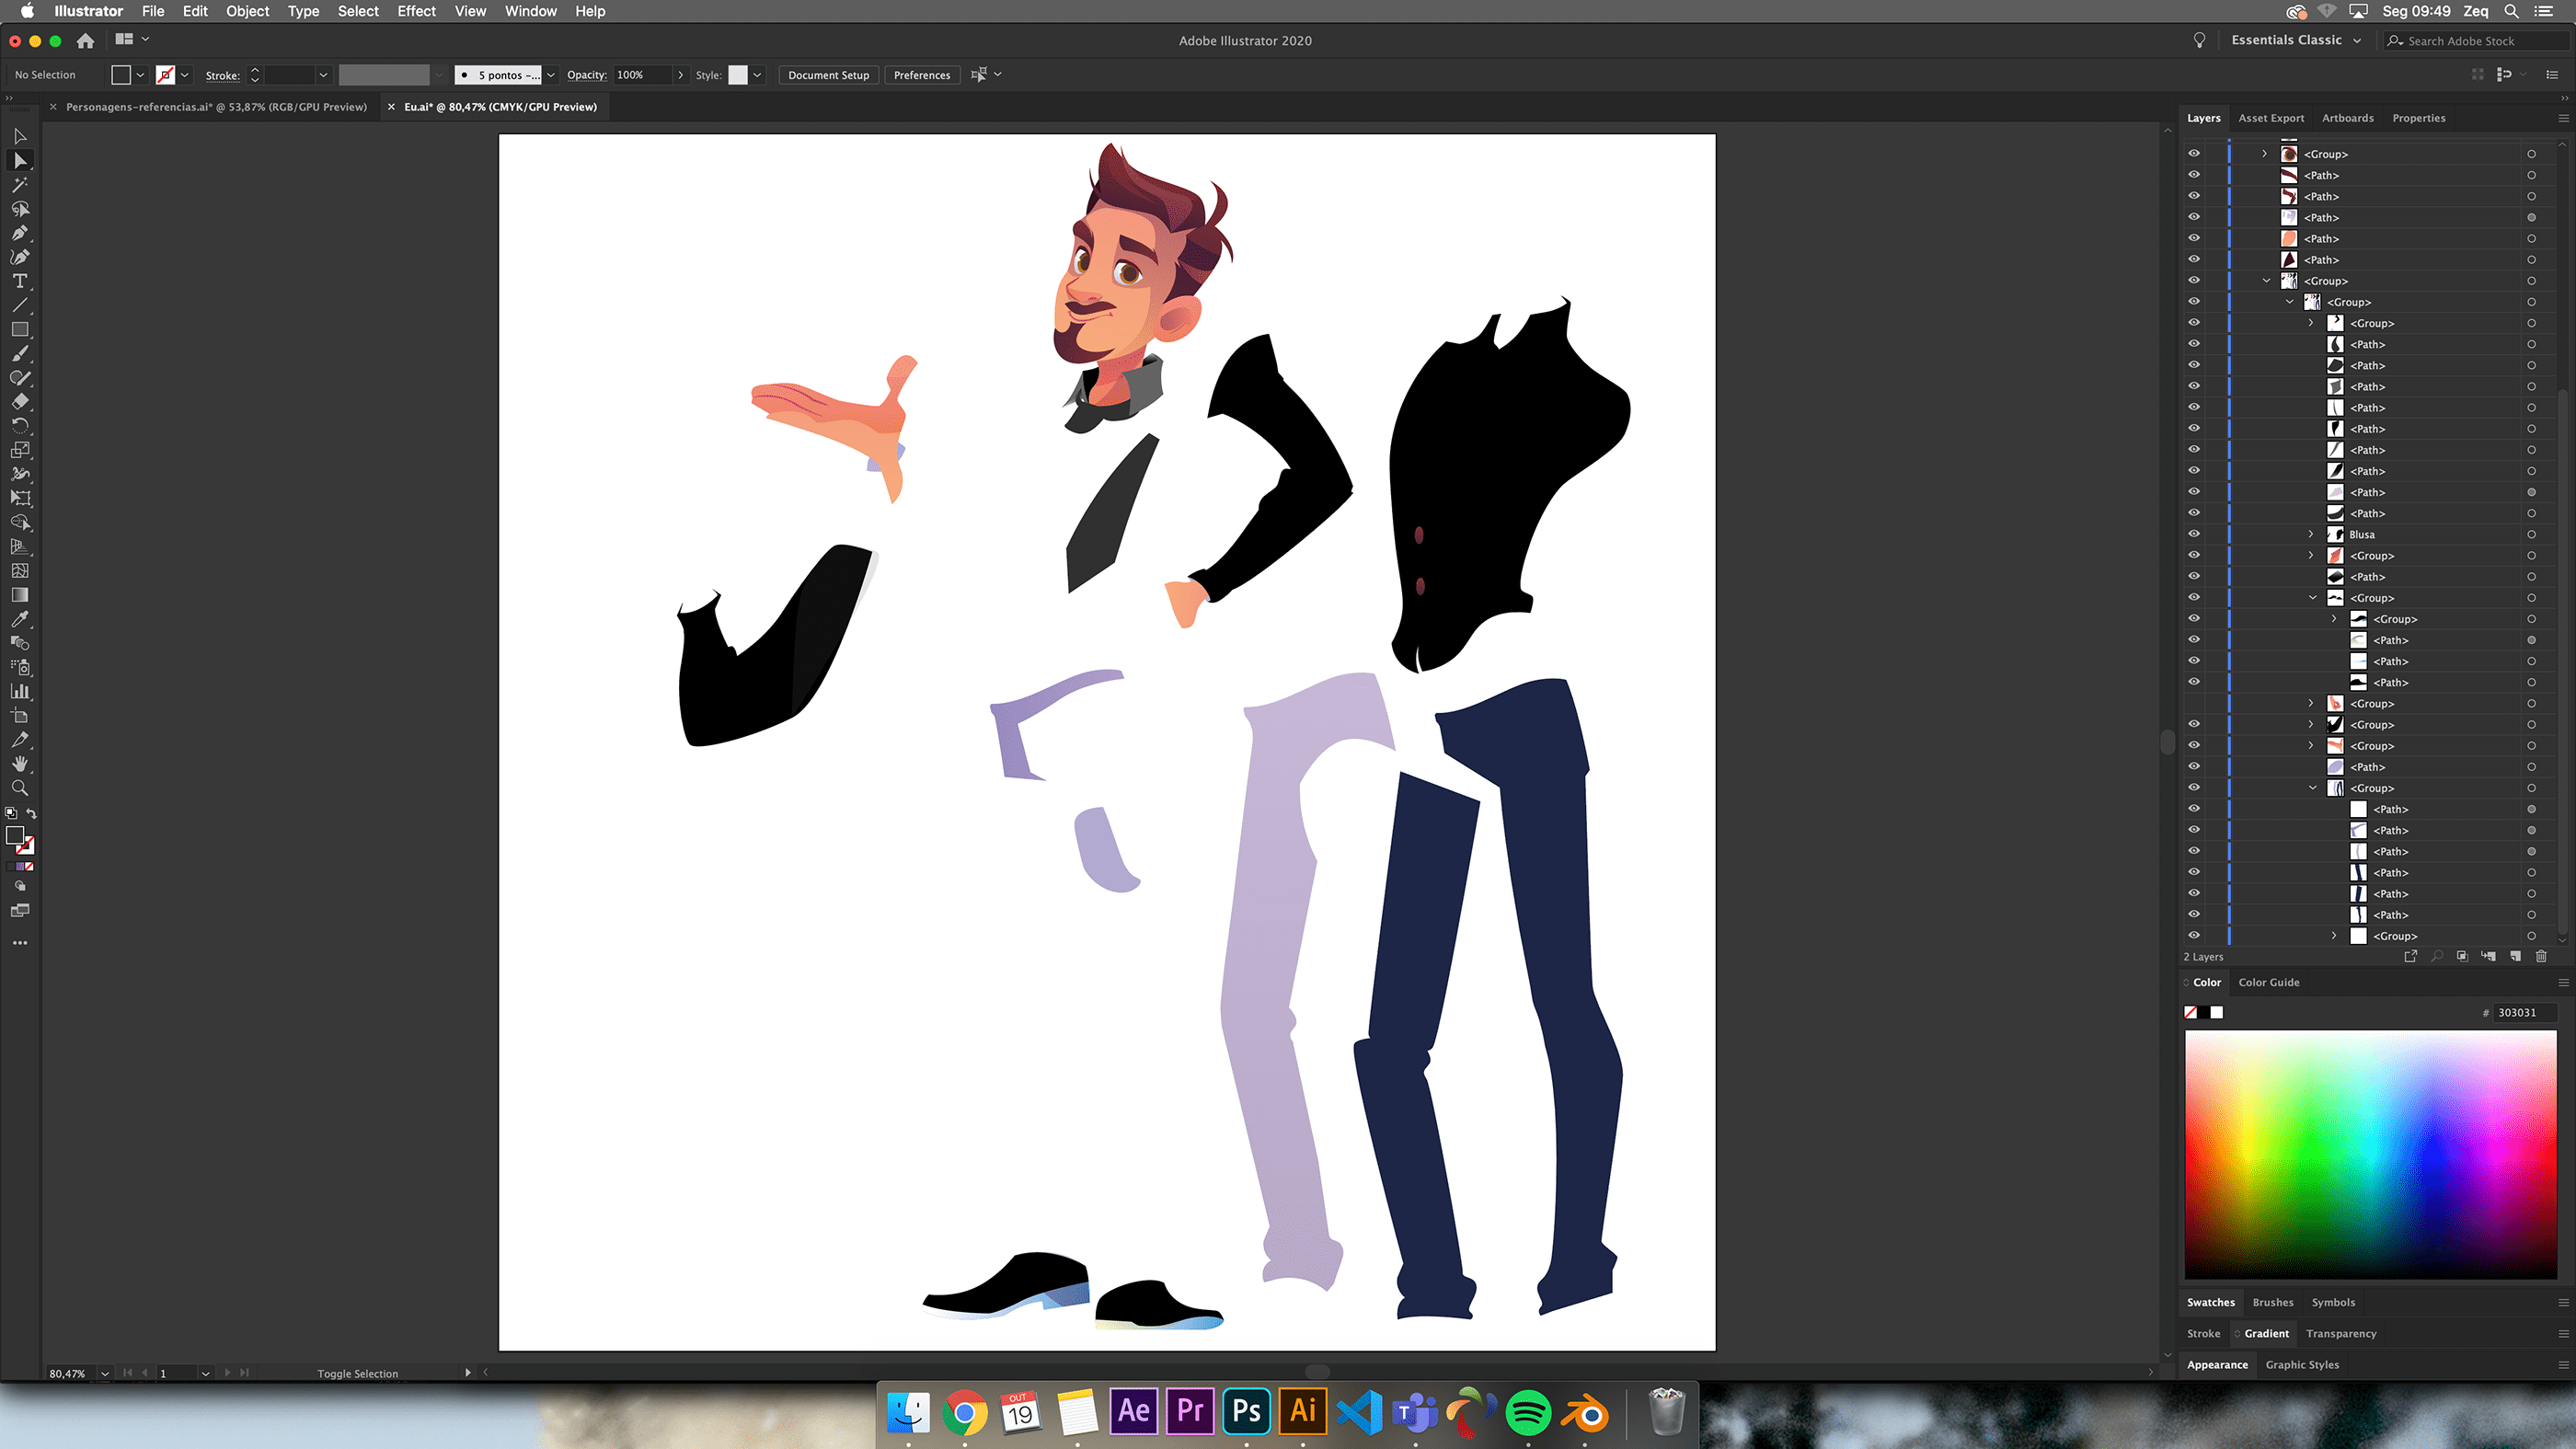 Illustrator File Edit Object Type Select Effect View Window Help
Seg 09:49 Zeq
Adobe Illustrator 2020
Essentials Classic
Search Adobe Stock
No Selection
Stroke:
5 pontos -...
Opacity: 100%
Style:
Document Setup
Preferences
Personagens-referencias.ai* @ 53,87% (RGB/GPU Preview)
Eu.ai* @ 80,47% (CMYK/GPU Preview)
Layers Asset Export Artboards Properties
<Group>
<Path>
<Path>
<Path>
<Path>
<Path>
<Group>
<Group>
<Group>
<Path>
<Path>
<Path>
<Path>
<Path>
<Path>
<Path>
<Path>
<Path>
Blusa
<Group>
<Path>
<Group>
<Group>
<Path>
<Path>
<Path>
<Group>
<Group>
<Group>
<Path>
<Group>
<Path>
<Path>
<Path>
<Path>
<Path>
<Path>
<Group>
2 Layers
Color Color Guide
# 303031
Swatches Brushes Symbols
Stroke Gradient Transparency
Appearance Graphic Styles
80,47%
1
Toggle Selection
OUT
19
Ae
Pr
Ps
Ai
T